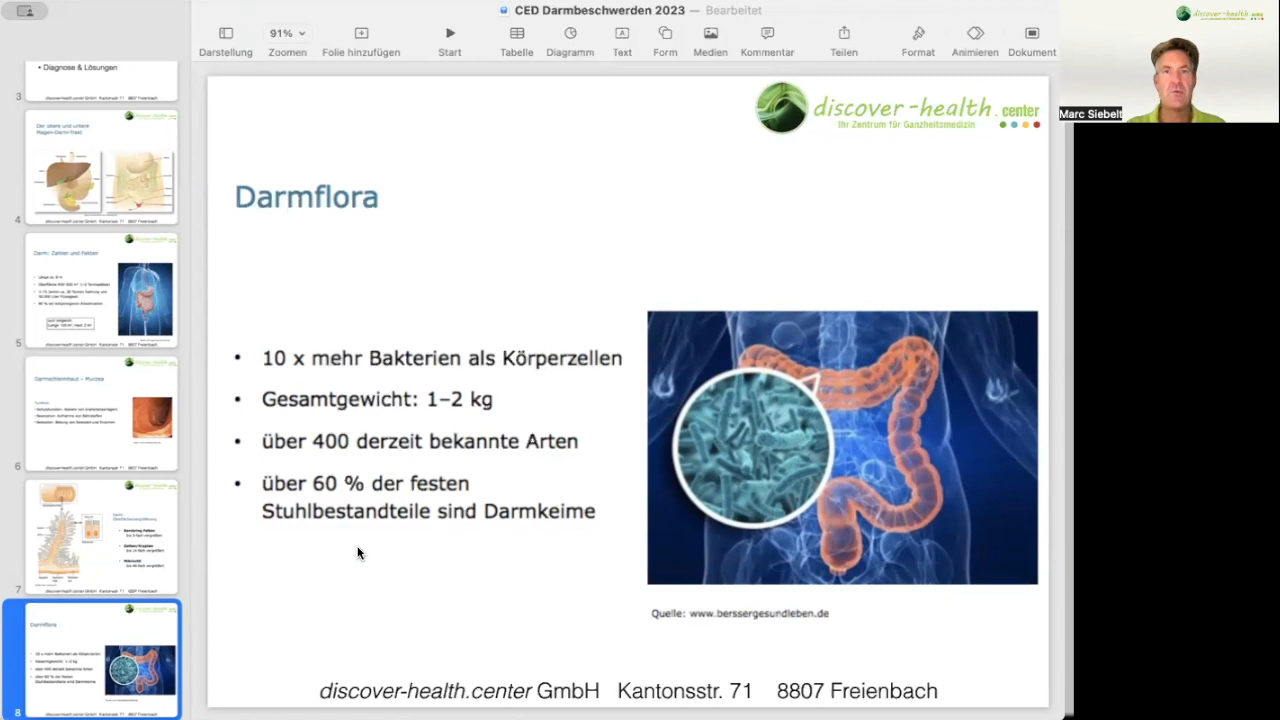 CED Darmbeschwerden 2023 — Bearbeitet
91%
Darstellung Zoomen Folie hinzufügen Start Tabelle Diagramm Text Form Medien Kommentar Teilen Format Animieren Dokument
discover-health.center
Marc Siebelt
• Diagnose & Lösungen
3
Der obere und untere
Magen-Darm-Trakt
4
Darm: Zahlen und Fakten
5
Darmschleimhaut – Mucosa
6
7
Darmflora
8
discover-health.center
Ihr Zentrum für Ganzheitsmedizin
Darmflora
• 10 x mehr Bakterien als Körperzellen
• Gesamtgewicht: 1–2 kg
• über 400 derzeit bekannte Arten
• über 60 % der festen
Stuhlbestandteile sind Darmkeime
Quelle: www.berssergesundleben.de
discover-health.center GmbH Kantonsstr. 71 8807 Freienbach